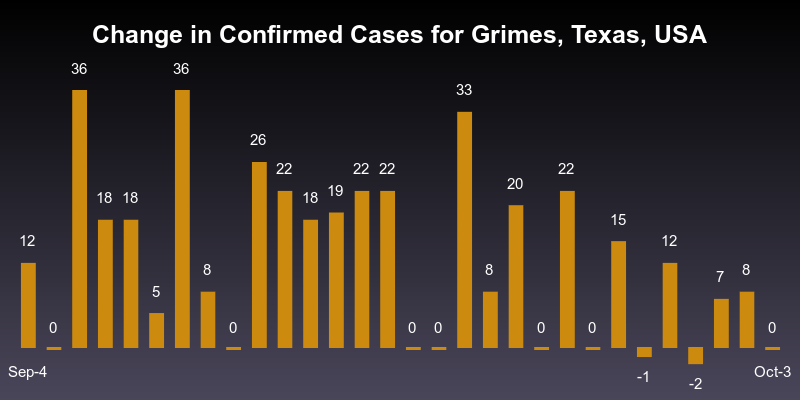 Change in Confirmed Cases for Grimes, Texas, USA
12 0 36 18 18 5 36 8 0 26 22 18 19 22 22 0 0 33 8 20 0 22 0 15 -1 12 -2 7 8 0
Sep-4 Oct-3